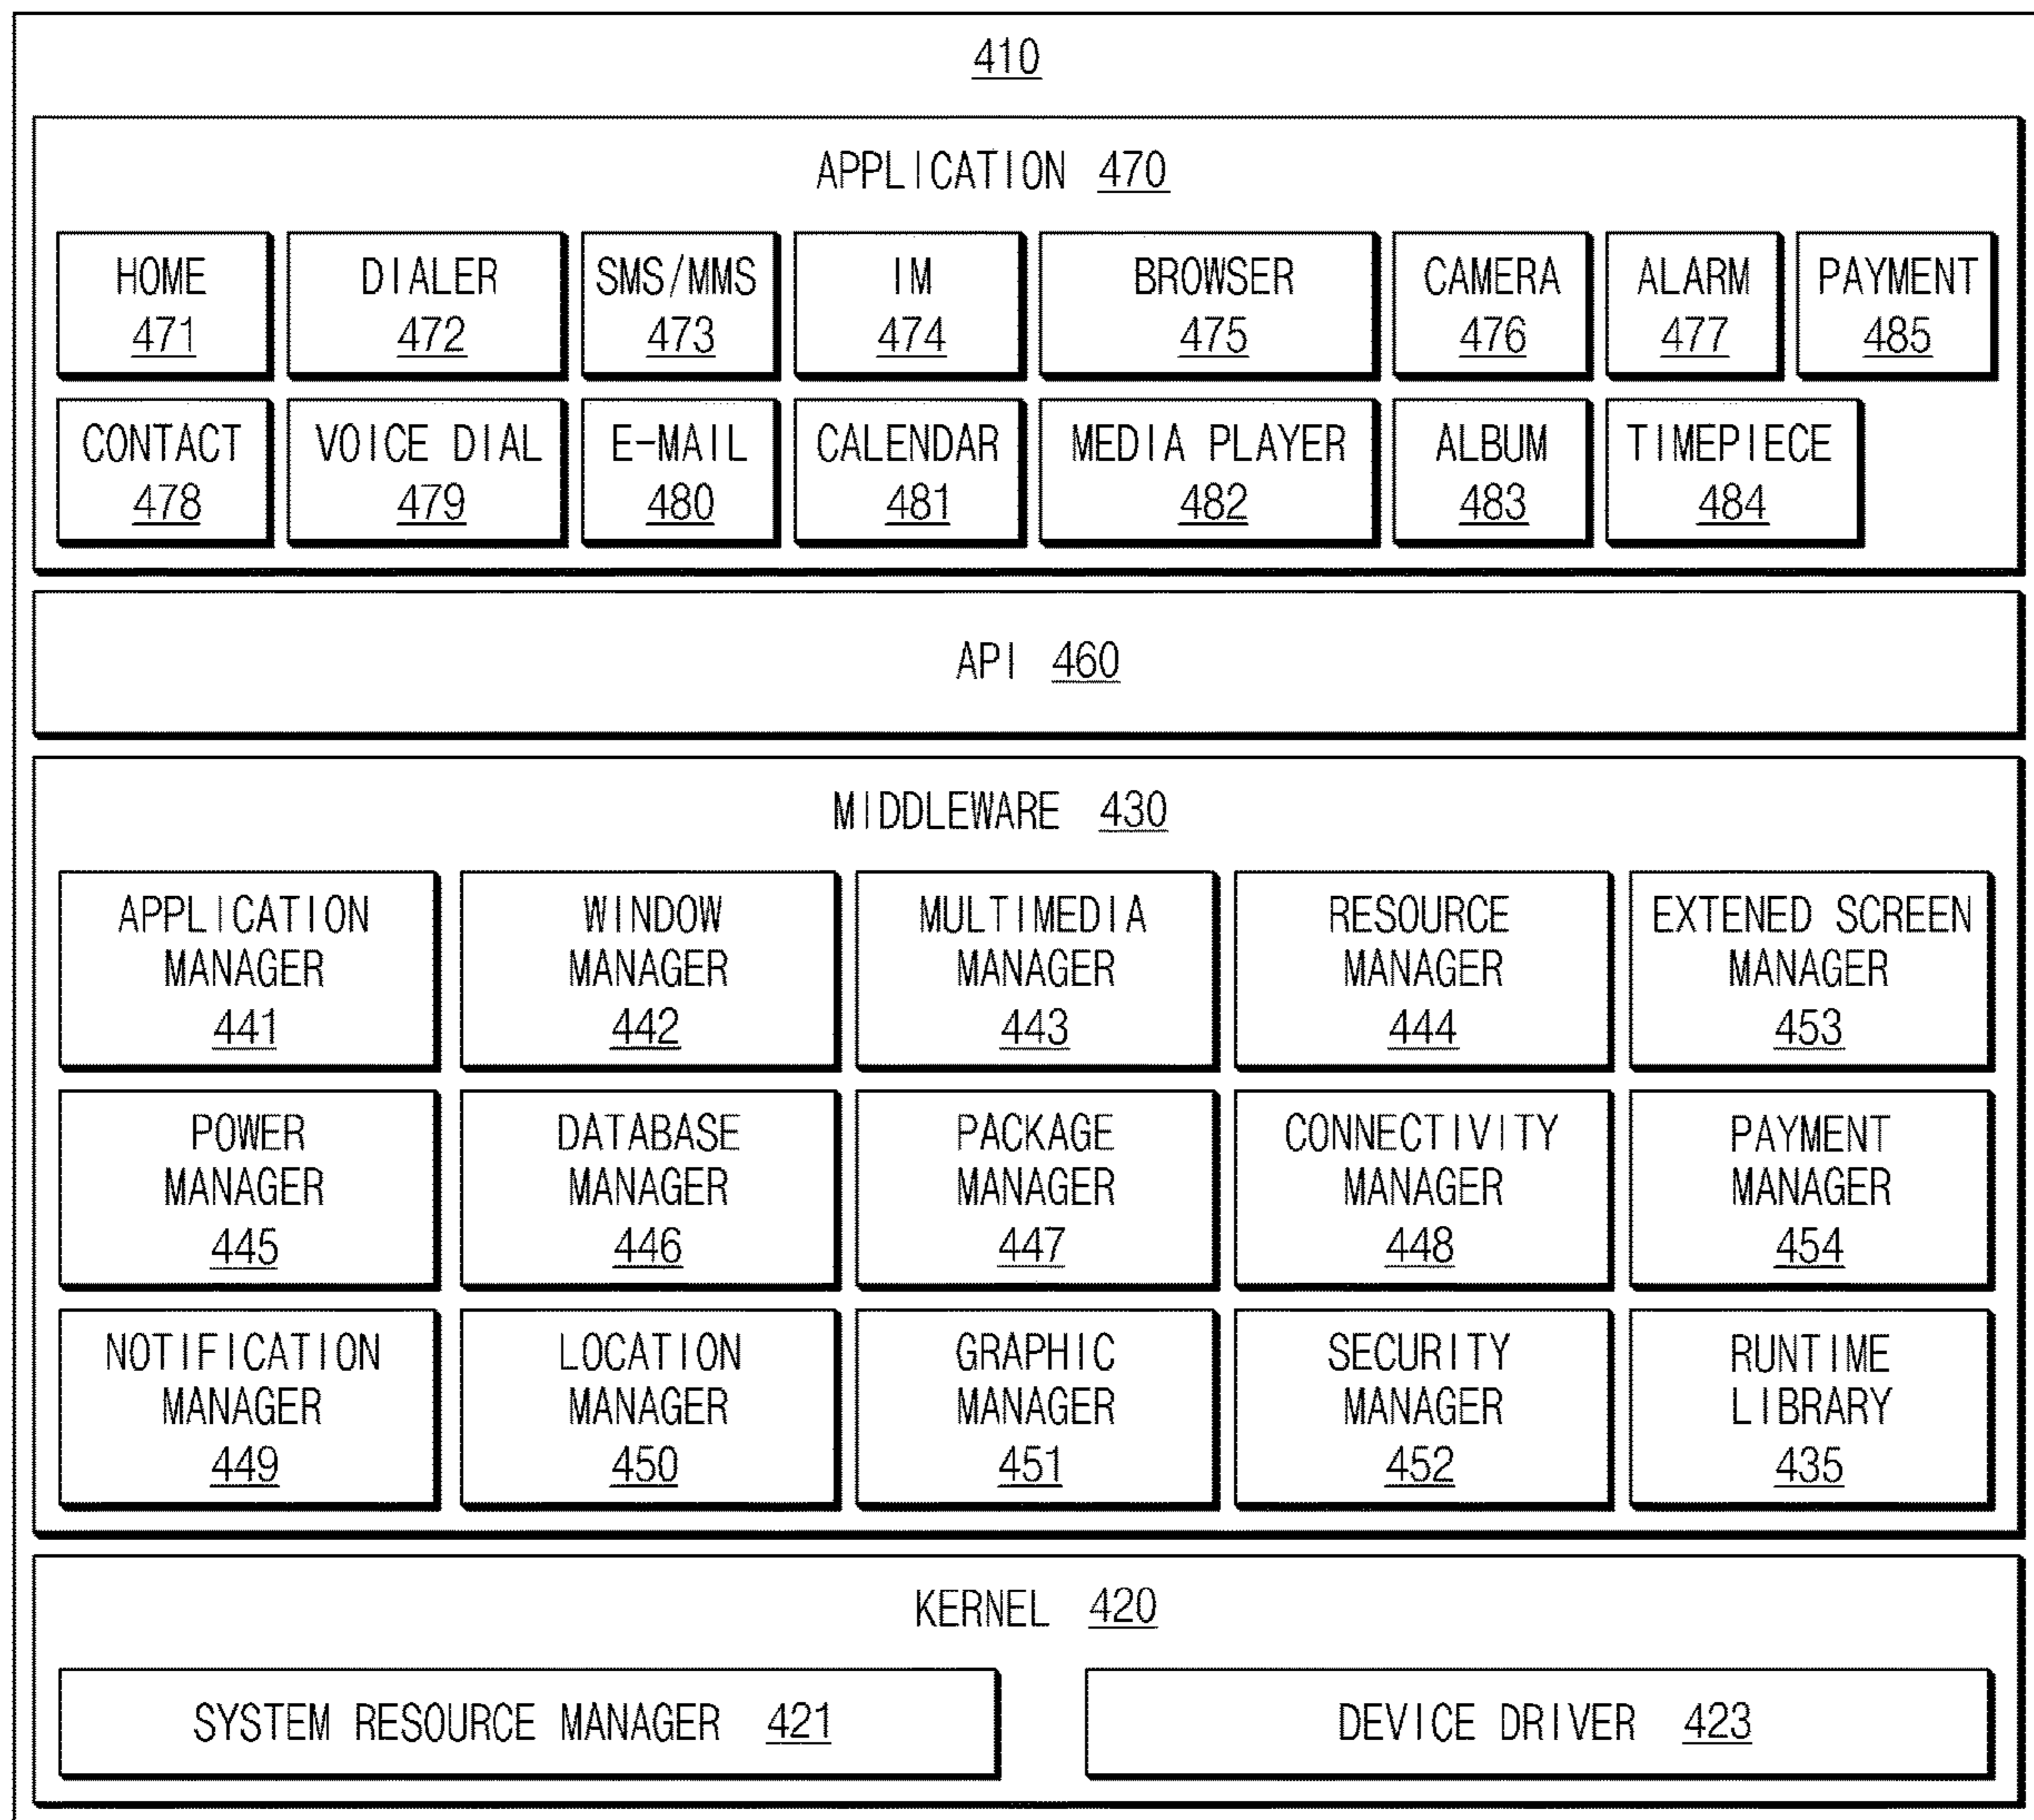 410
APPLICATION 470
HOME DIALER SMS/MMS IM BROWSER CAMERA ALARM PAYMENT
471 472 473 474 475 476 477 485
CONTACT VOICE DIAL E-MAIL CALENDAR MEDIA PLAYER ALBUM TIMEPIECE
478 479 480 481 482 483 484
API 460
MIDDLEWARE 430
APPLICATION WINDOW MULTIMEDIA RESOURCE EXTENED SCREEN
MANAGER MANAGER MANAGER MANAGER MANAGER
441 442 443 444 453
POWER DATABASE PACKAGE CONNECTIVITY PAYMENT
MANAGER MANAGER MANAGER MANAGER MANAGER
445 446 447 448 454
NOTIFICATION LOCATION GRAPHIC SECURITY RUNTIME
MANAGER MANAGER MANAGER MANAGER LIBRARY
449 450 451 452 435
KERNEL 420
SYSTEM RESOURCE MANAGER 421 DEVICE DRIVER 423